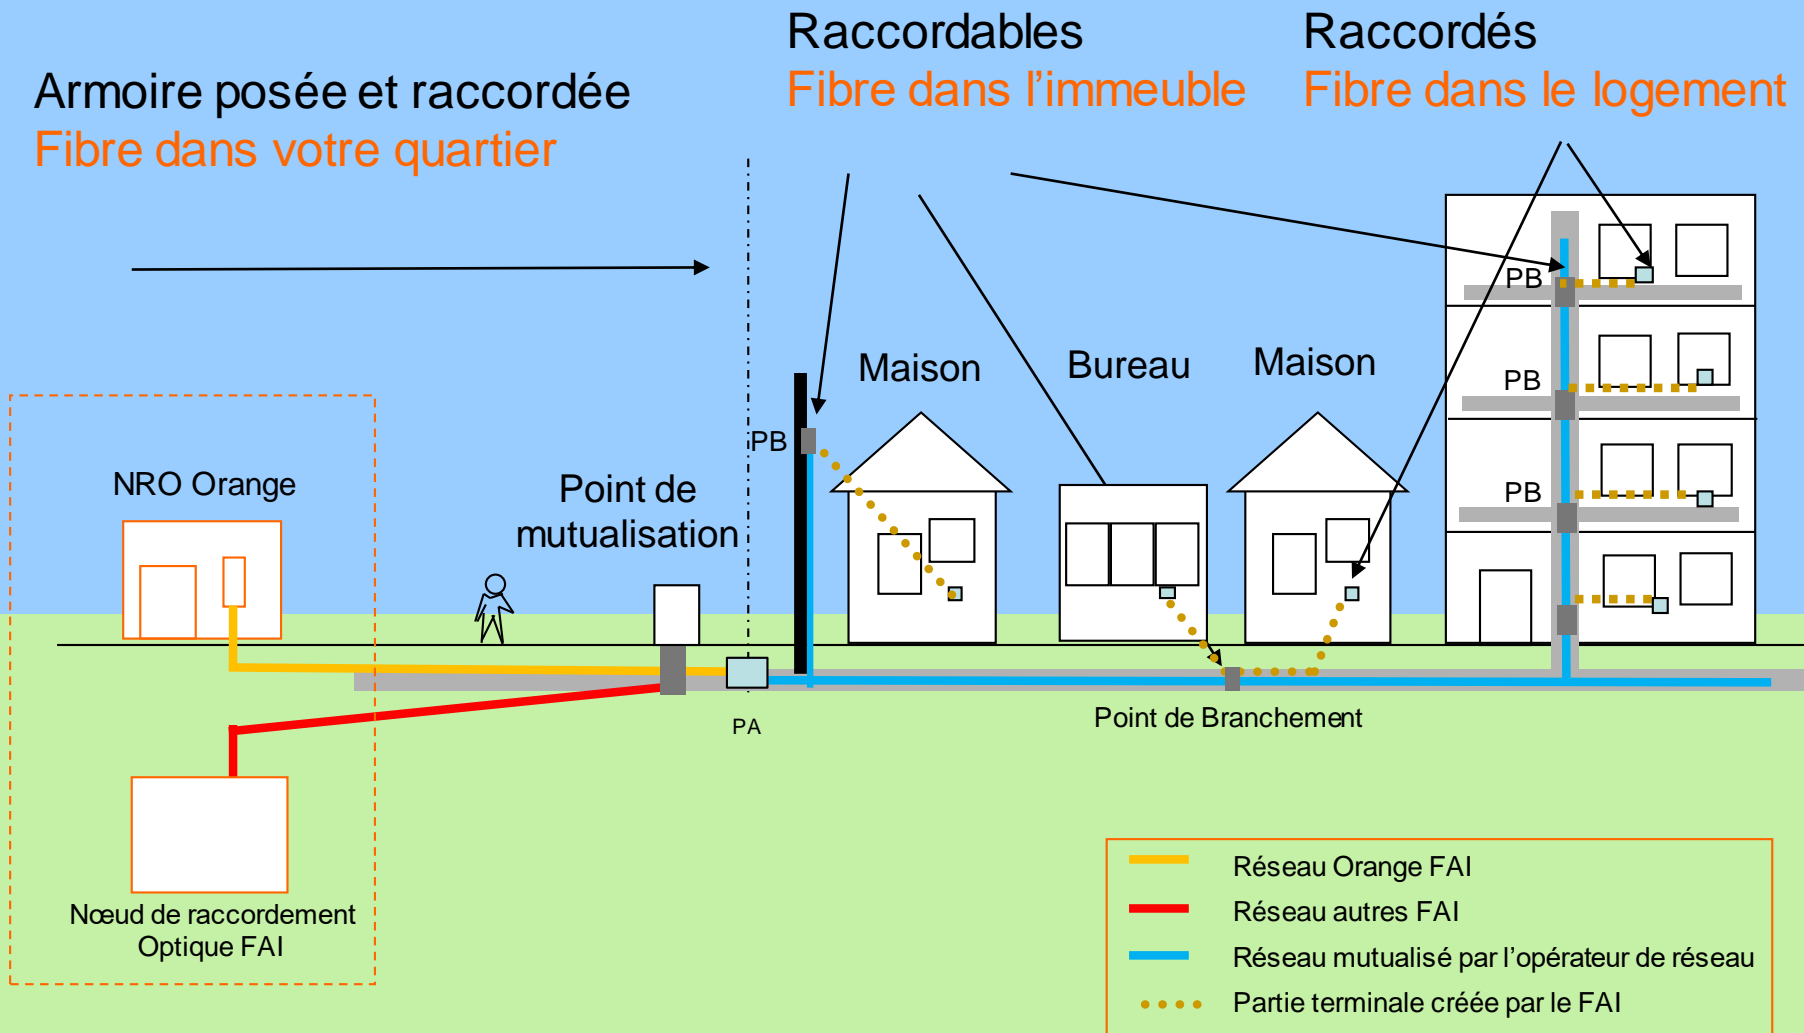 Armoire posée et raccordée
Fibre dans votre quartier
Raccordables
Fibre dans l'immeuble
Raccordés
Fibre dans le logement
PB
PB
PB
PB
Maison
Bureau
Maison
NRO Orange
Point de
mutualisation
PA
Point de Branchement
Nœud de raccordement
Optique FAI
Réseau Orange FAI
Réseau autres FAI
Réseau mutualisé par l'opérateur de réseau
Partie terminale créée par le FAI